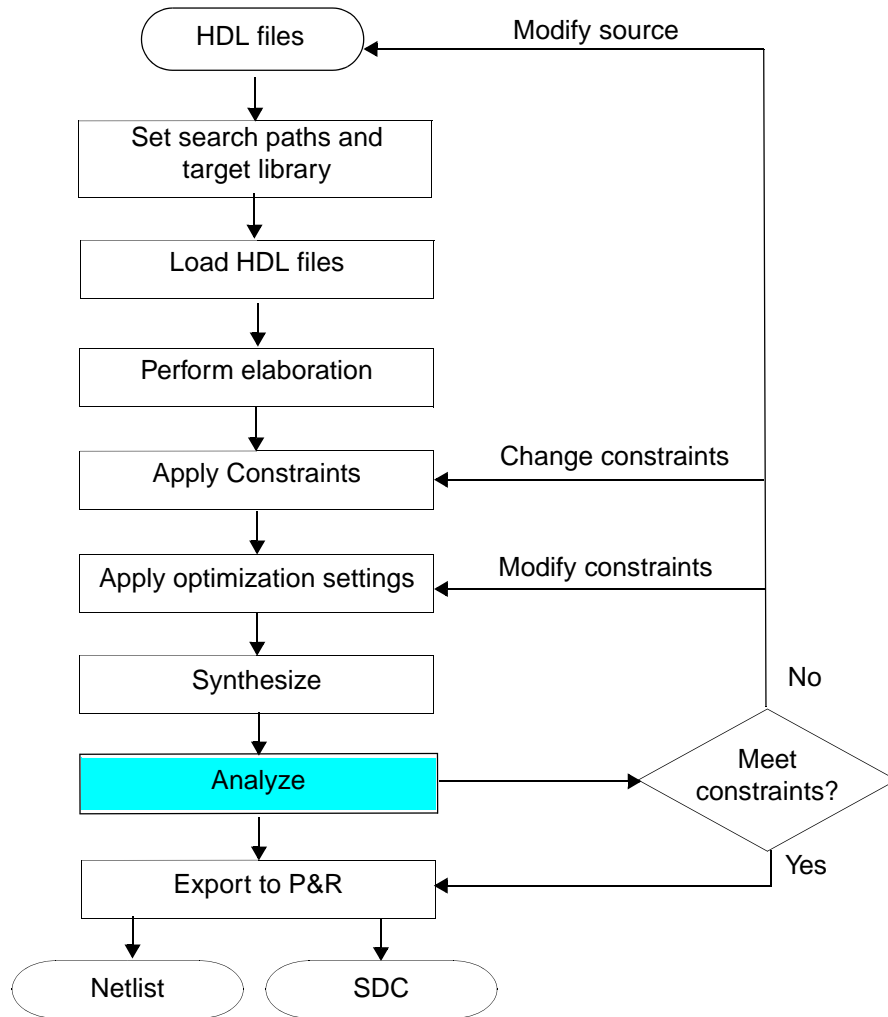 HDL files
Modify source
Set search paths and
target library
Load HDL files
Perform elaboration
Apply Constraints
Change constraints
Apply optimization settings
Modify constraints
Synthesize
No
Analyze
Meet
constraints?
Yes
Export to P&R
Netlist
SDC